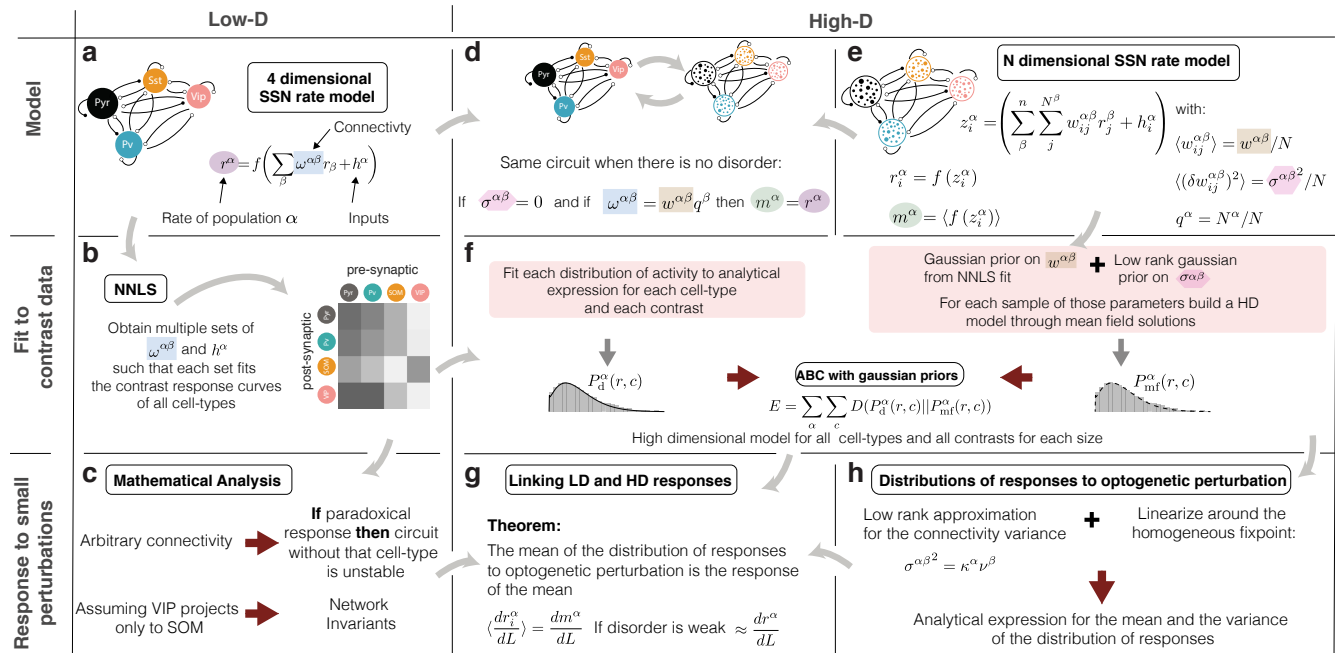 Low-D
High-D
Model
Fit to
contrast data
Response to small
perturbations
a
Sst
Pyr
Vip
Pv
4 dimensional
SSN rate model
Connectivty
r^α = f(∑_β ω^{αβ} r_β + h^α)
Rate of population α
Inputs
d
Sst
Pyr
Vip
Pv
Same circuit when there is no disorder:
If σ^{αβ} = 0 and if ω^{αβ} = w^{αβ} q^β then m^α = r^α
e
N dimensional SSN rate model
z_i^α = (∑_β^n ∑_j^{N^β} w_{ij}^{αβ} r_j^β + h_i^α)
with:
⟨w_{ij}^{αβ}⟩ = w^{αβ}/N
r_i^α = f (z_i^α)
⟨(δw_{ij}^{αβ})^2⟩ = σ^{αβ^2}/N
m^α = ⟨f (z_i^α)⟩
q^α = N^α/N
b
NNLS
Obtain multiple sets of
ω^{αβ} and h^α
such that each set fits
the contrast response curves
of all cell-types
pre-synaptic
Pyr Pv SOM VIP
post-synaptic
Pyr
Pv
SOM
VIP
f
Fit each distribution of activity to analytical
expression for each cell-type
and each contrast
Gaussian prior on w^{αβ}
from NNLS fit
+
Low rank gaussian
prior on σ^{αβ}
For each sample of those parameters build a HD
model through mean field solutions
P_d^α(r, c)
ABC with gaussian priors
E = ∑_α ∑_c D(P_d^α(r, c)||P_mf^α(r, c))
P_mf^α(r, c)
High dimensional model for all cell-types and all contrasts for each size
c
Mathematical Analysis
Arbitrary connectivity
If paradoxical
response then circuit
without that cell-type
is unstable
Assuming VIP projects
only to SOM
Network
Invariants
g
Linking LD and HD responses
Theorem:
The mean of the distribution of responses
to optogenetic perturbation is the response
of the mean
⟨dr_i^α/dL⟩ = dm^α/dL If disorder is weak ≈ dr^α/dL
h
Distributions of responses to optogenetic perturbation
Low rank approximation
for the connectivity variance
σ^{αβ^2} = κ^α ν^β
+
Linearize around the
homogeneous fixpoint:
Analytical expression for the mean and the variance
of the distribution of responses